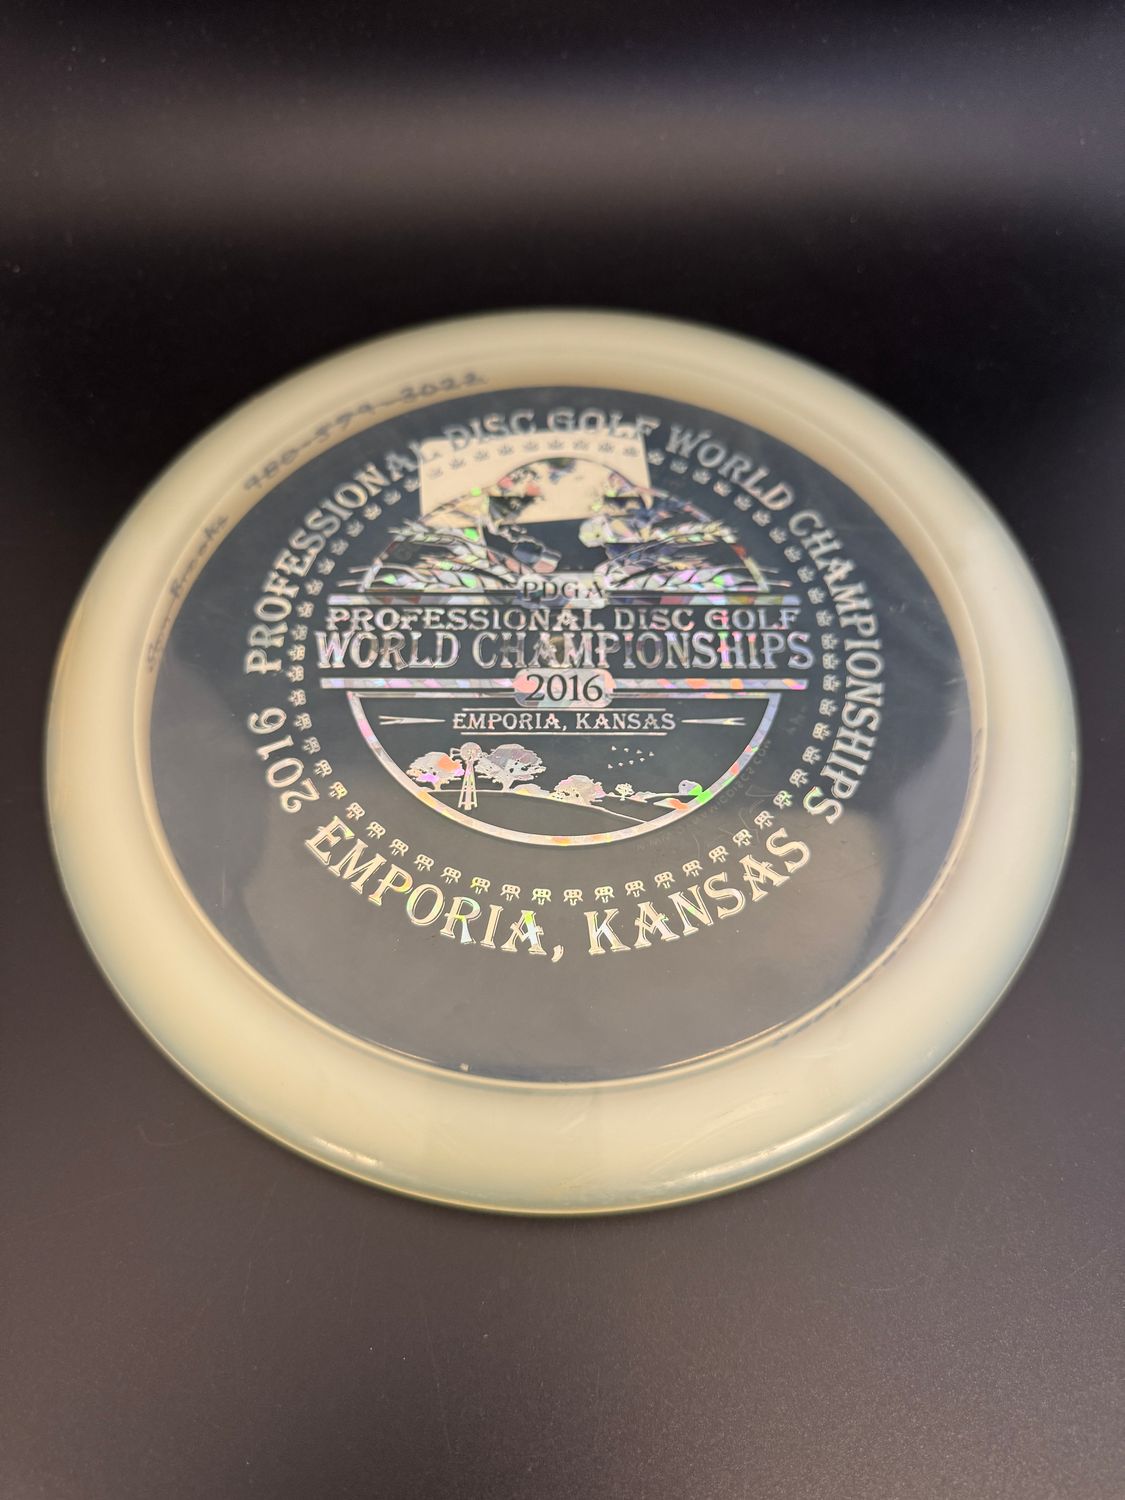 PROFESSIONAL DISC GOLF WORLD CHAMPIONSHIPS
PDGA
PROFESSIONAL DISC GOLF
WORLD CHAMPIONSHIPS
2016
EMPORIA, KANSAS
2016 EMPORIA, KANSAS